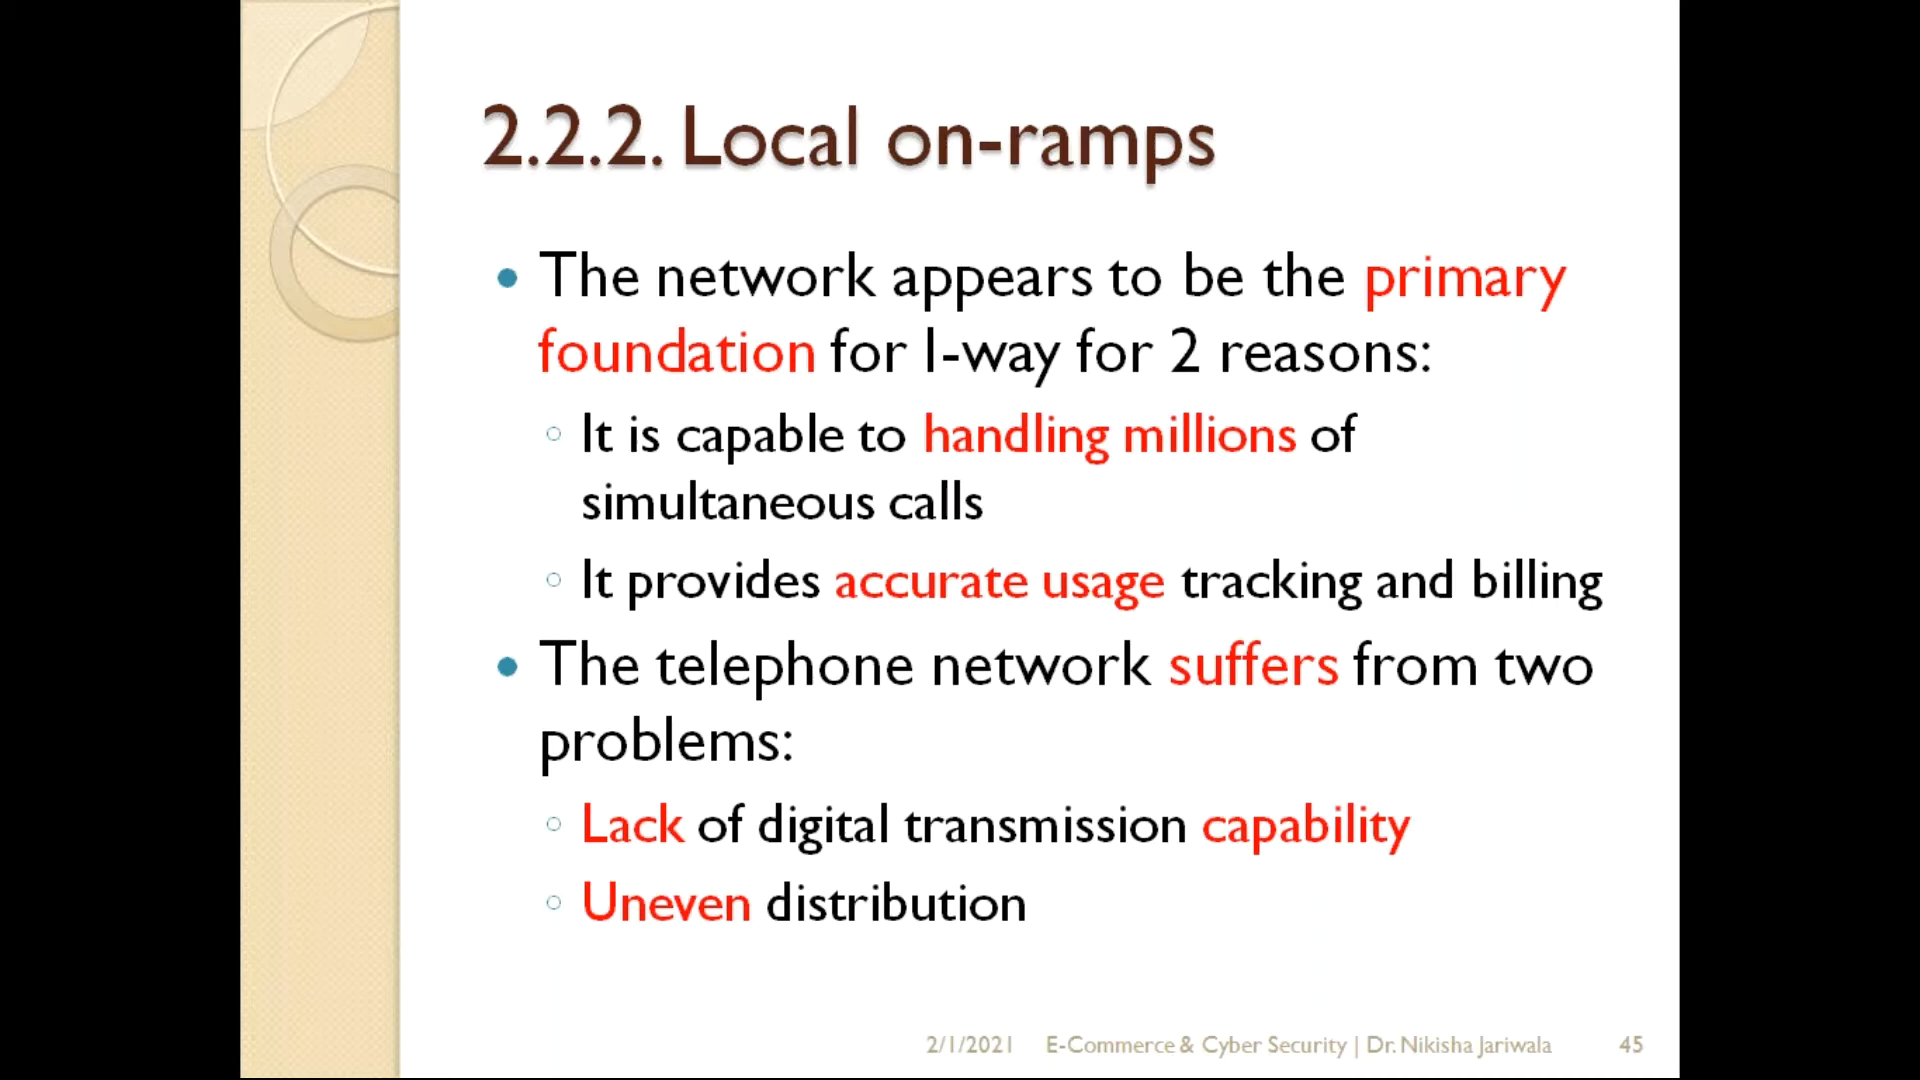 2.2.2. Local on-ramps
• The network appears to be the primary
foundation for I-way for 2 reasons:
◦ It is capable to handling millions of
simultaneous calls
◦ It provides accurate usage tracking and billing
• The telephone network suffers from two
problems:
◦ Lack of digital transmission capability
◦ Uneven distribution
2/1/2021 E-Commerce & Cyber Security | Dr. Nikisha Jariwala 45